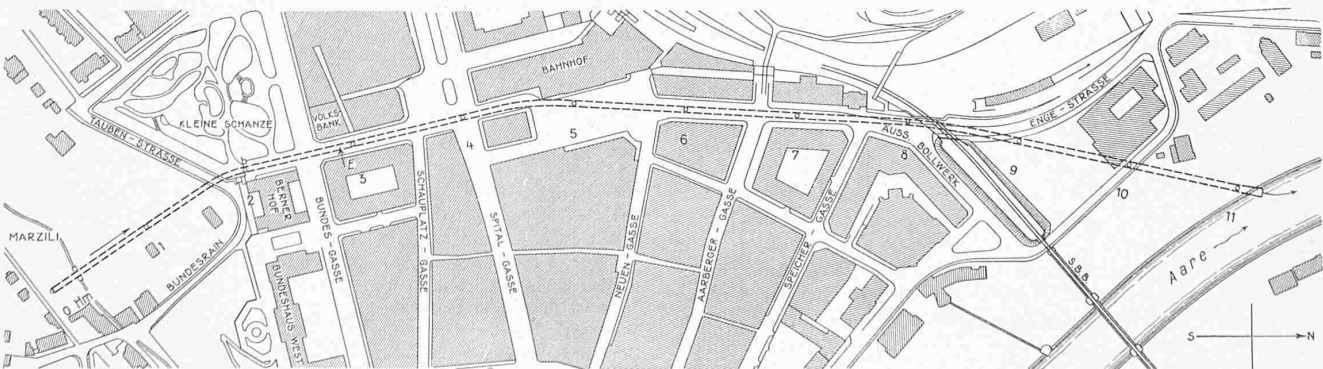 BAHNHOF
VOLKS-
BANK
KLEINE SCHANZE
TAUBEN-STRASSE
ENGE-STRASSE
ÄUSS.
BOLLWERK
MARZILI
BERNER
HOF
BUNDES-GASSE
SCHAUPLATZ-GASSE
SPITAL-GASSE
NEUEN-GASSE
AARBERGER-GASSE
SPEICHER-GASSE
BUNDESRAIN
BUNDESHAUS WEST
S.B.B.
Aare
0 Hm
1
2
3
E.
4
5
6
7
8
9
10
11
S
N